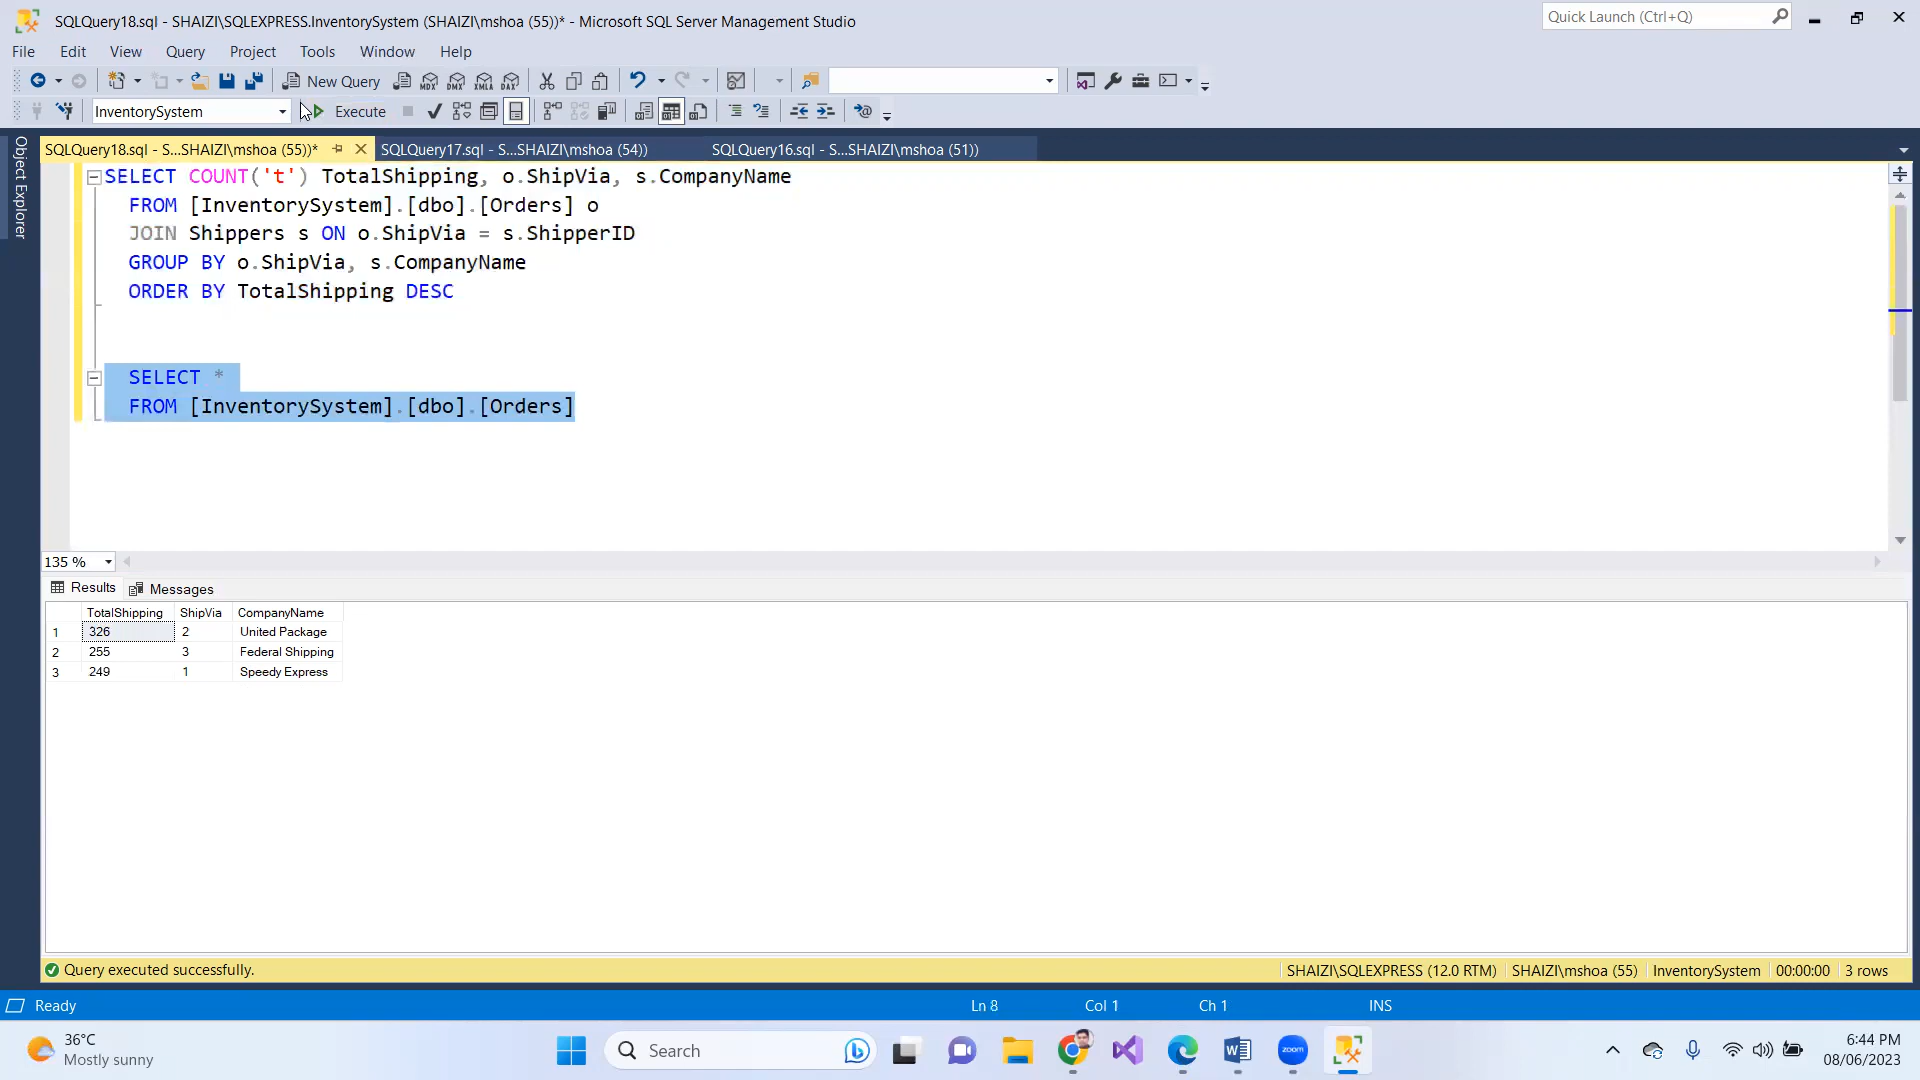 SQLQuery18.sql - SHAIZI\SQLEXPRESS.InventorySystem (SHAIZI\mshoa (55))* - Microsoft SQL Server Management Studio
Quick Launch (Ctrl+Q)
File Edit View Query Project Tools Window Help
New Query
MDX DMX XMLA DAX
InventorySystem
Execute
Object Explorer
SQLQuery18.sql - S...SHAIZI\mshoa (55))*
SQLQuery17.sql - S...SHAIZI\mshoa (54))
SQLQuery16.sql - S...SHAIZI\mshoa (51))
SELECT COUNT('t') TotalShipping, o.ShipVia, s.CompanyName
FROM [InventorySystem].[dbo].[Orders] o
JOIN Shippers s ON o.ShipVia = s.ShipperID
GROUP BY o.ShipVia, s.CompanyName
ORDER BY TotalShipping DESC
SELECT *
FROM [InventorySystem].[dbo].[Orders]
135 %
Results Messages
TotalShipping ShipVia CompanyName
1 326 2 United Package
2 255 3 Federal Shipping
3 249 1 Speedy Express
Query executed successfully.
SHAIZI\SQLEXPRESS (12.0 RTM) SHAIZI\mshoa (55) InventorySystem 00:00:00 3 rows
Ready Ln 8 Col 1 Ch 1 INS
36°C
Mostly sunny
Search
zoom
6:44 PM
08/06/2023